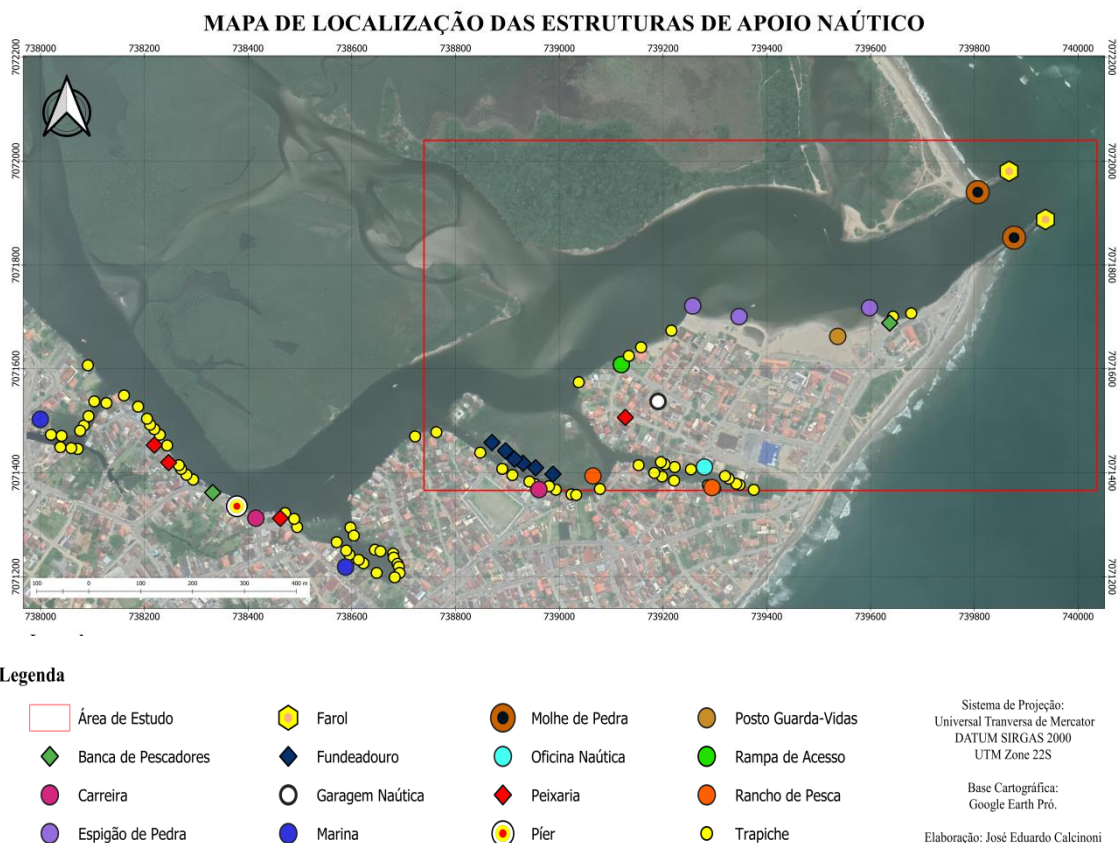 MAPA DE LOCALIZAÇÃO DAS ESTRUTURAS DE APOIO NAÚTICO
738000 738200 738400 738600 738800 739000 739200 739400 739600 739800 740000
7072200 7072200
7072000 7072000
7071800 7071800
7071600 7071600
7071400 7071400
7071200 7071200
100 0 100 200 300 400 m
738000 738200 738400 738600 738800 739000 739200 739400 739600 739800 740000
Legenda
Área de Estudo
Farol
Molhe de Pedra
Posto Guarda-Vidas
Banca de Pescadores
Fundeadouro
Oficina Naútica
Rampa de Acesso
Carreira
Garagem Naútica
Peixaria
Rancho de Pesca
Espigão de Pedra
Marina
Píer
Trapiche
Sistema de Projeção:
Universal Tranversa de Mercator
DATUM SIRGAS 2000
UTM Zone 22S
Base Cartográfica:
Google Earth Pró.
Elaboração: José Eduardo Calcinoni